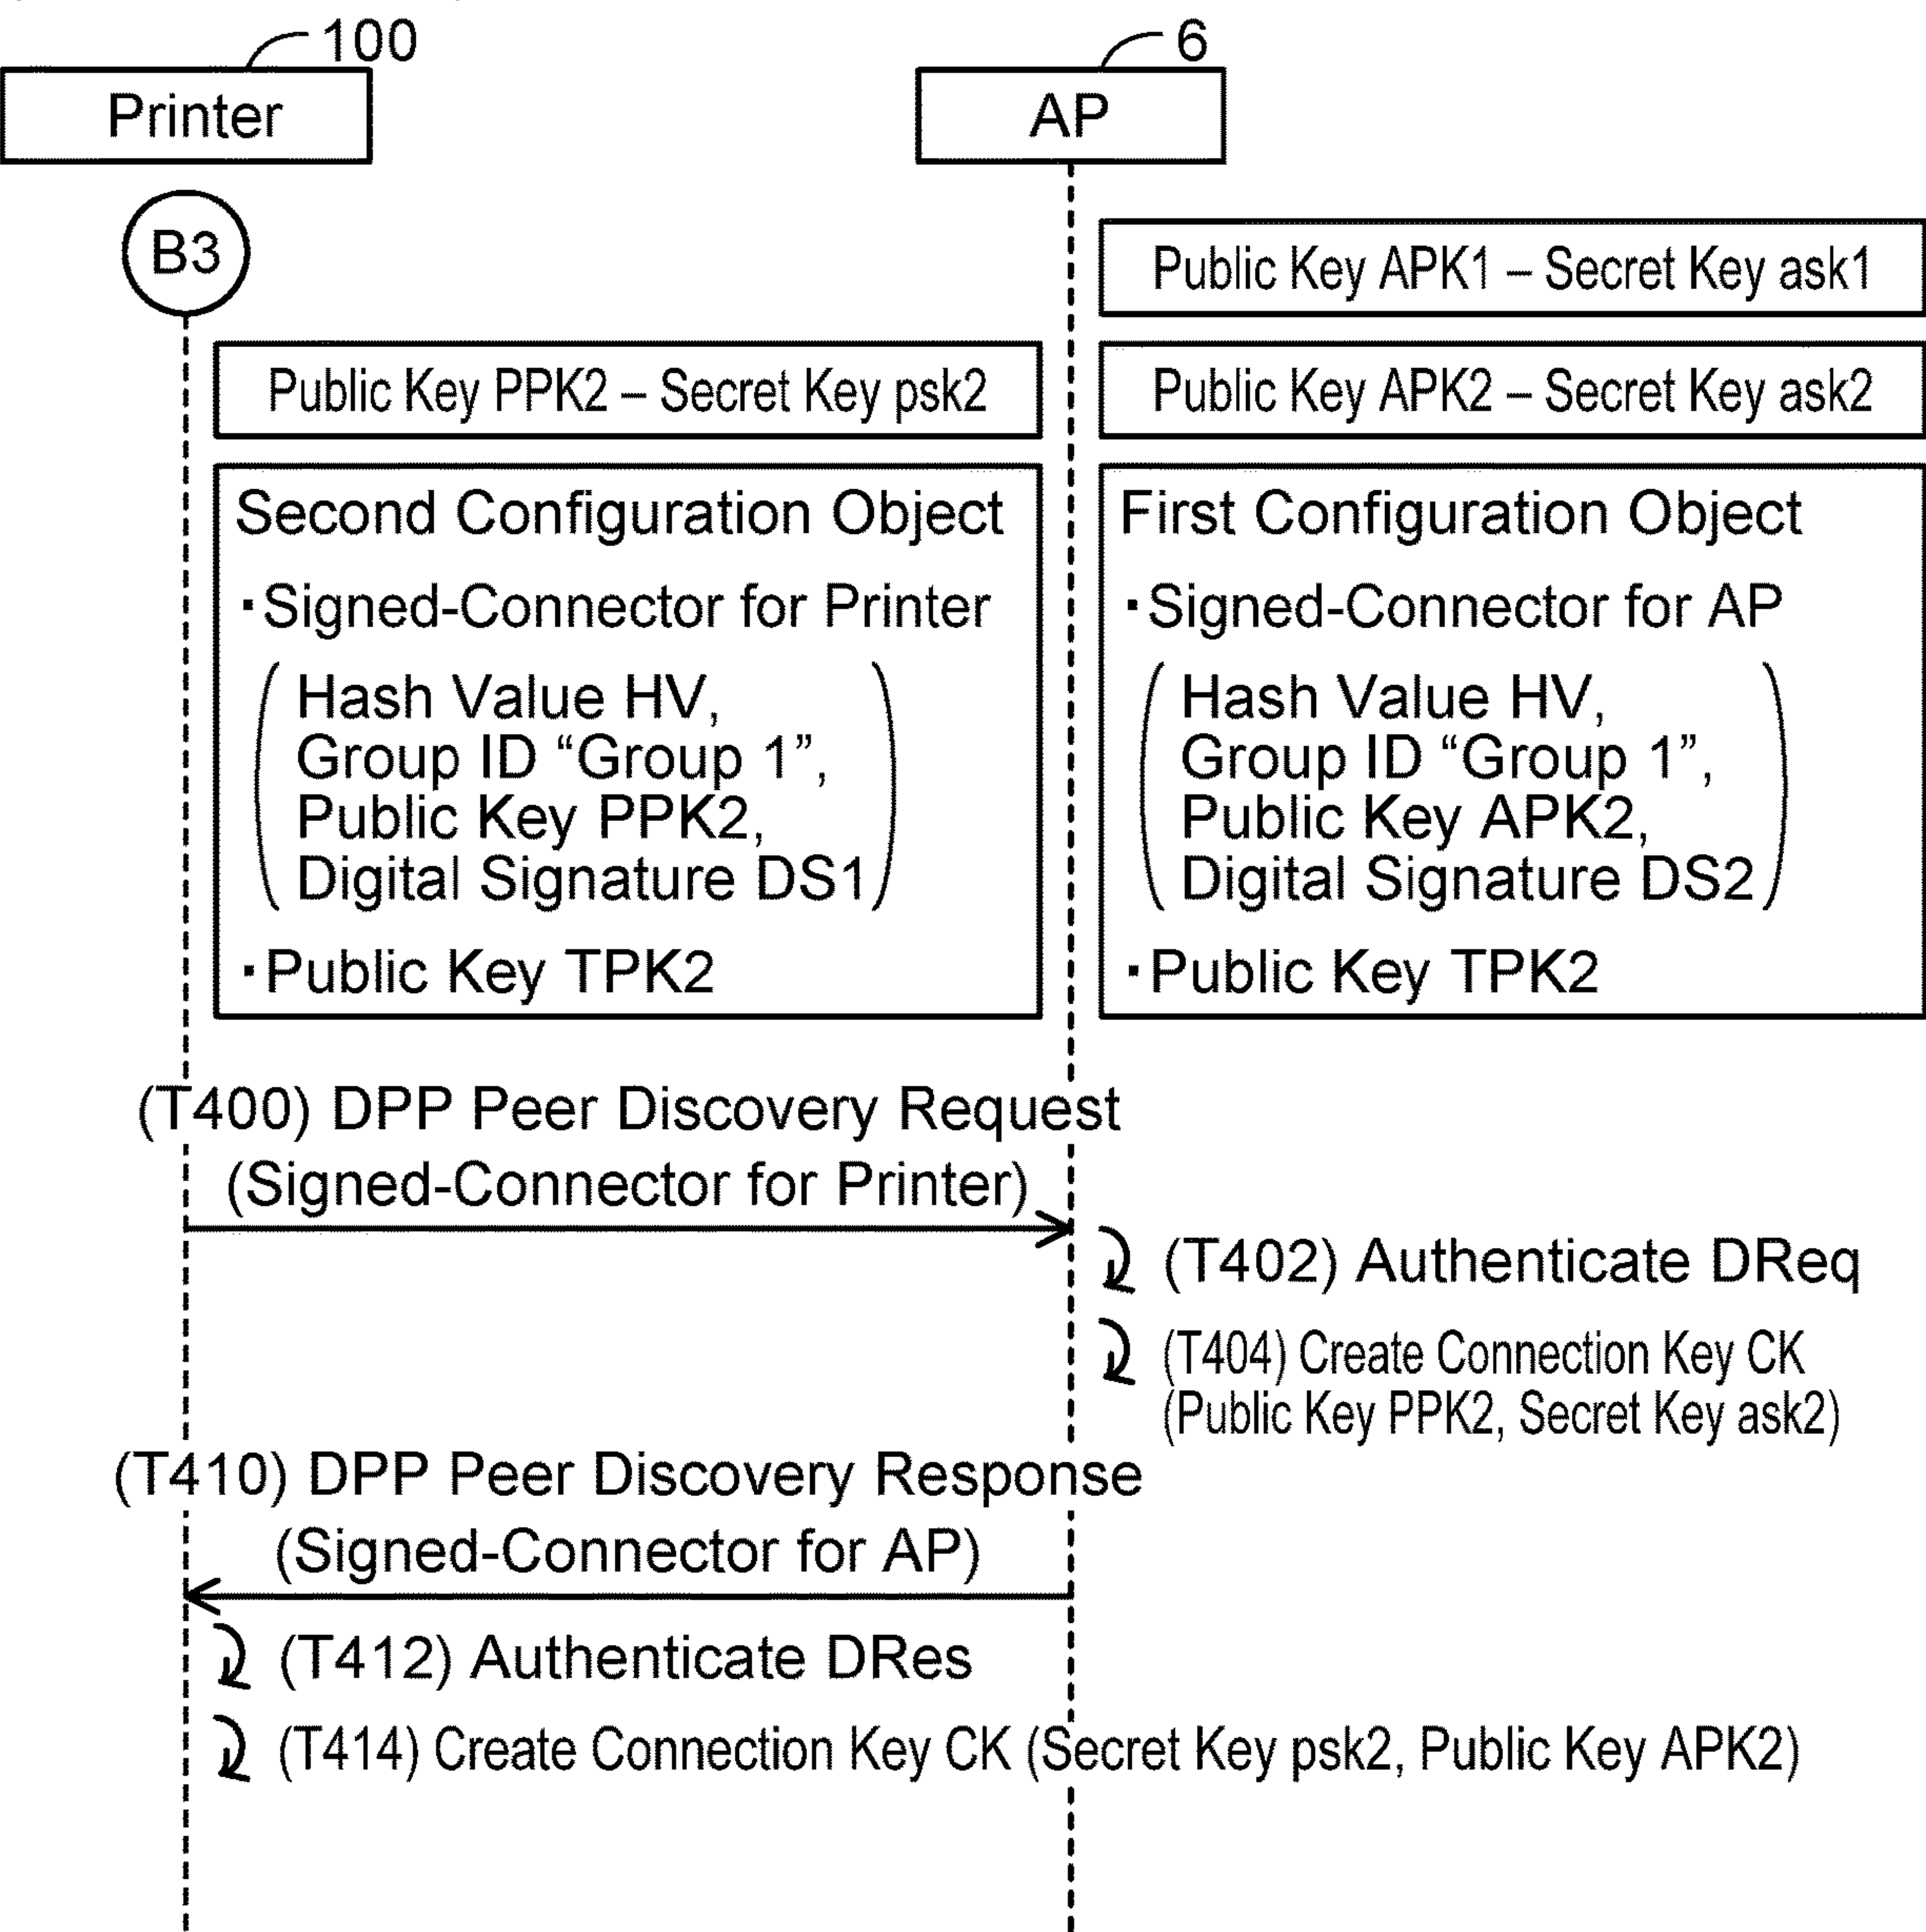 100
6
Printer
AP
B3
Public Key APK1 – Secret Key ask1
Public Key PPK2 – Secret Key psk2
Public Key APK2 – Secret Key ask2
Second Configuration Object
・Signed-Connector for Printer
Hash Value HV,
Group ID “Group 1”,
Public Key PPK2,
Digital Signature DS1
・Public Key TPK2
First Configuration Object
・Signed-Connector for AP
Hash Value HV,
Group ID “Group 1”,
Public Key APK2,
Digital Signature DS2
・Public Key TPK2
(T400) DPP Peer Discovery Request
(Signed-Connector for Printer)
(T402) Authenticate DReq
(T404) Create Connection Key CK
(Public Key PPK2, Secret Key ask2)
(T410) DPP Peer Discovery Response
(Signed-Connector for AP)
(T412) Authenticate DRes
(T414) Create Connection Key CK (Secret Key psk2, Public Key APK2)